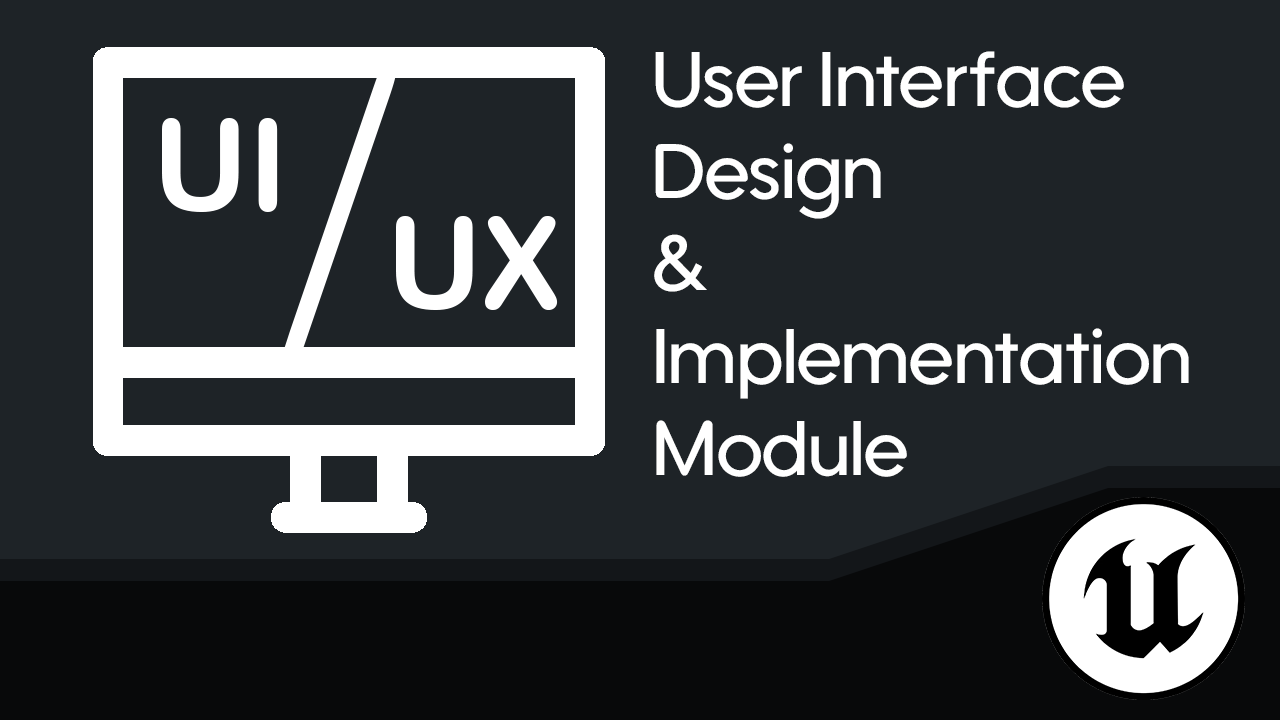 UI
UX
User Interface
Design
&
Implementation
Module